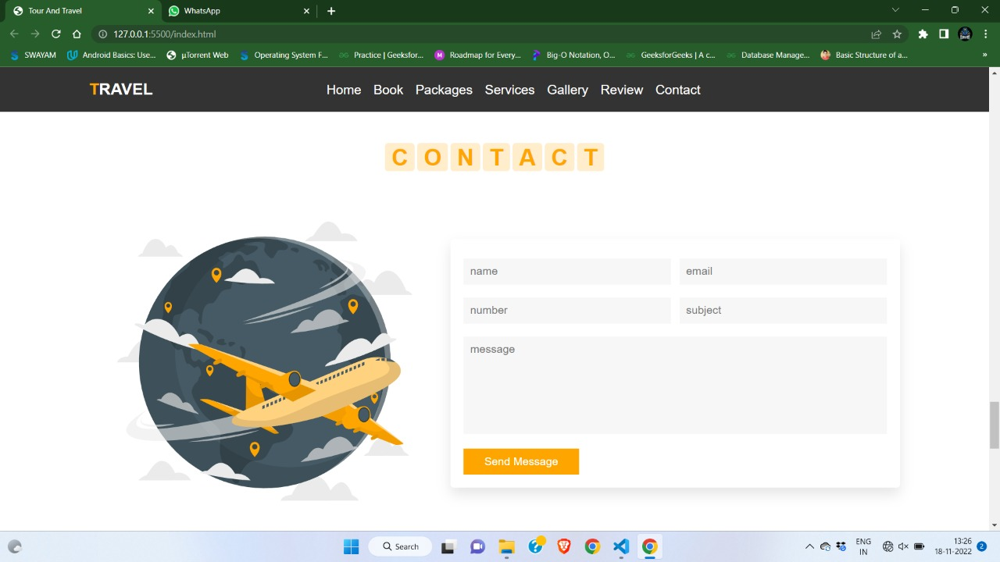 Tour And Travel
WhatsApp
127.0.0.1:5500/index.html
SWAYAM
Android Basics: Use...
µTorrent Web
Operating System F...
Practice | Geeksfor...
Roadmap for Every...
Big-O Notation, O...
GeeksforGeeks | A c...
Database Manage...
Basic Structure of a...
»
TRAVEL
Home Book Packages Services Gallery Review Contact
CONTACT
name
email
number
subject
message
Send Message
Search
ENG
IN
13:26
18-11-2022
2